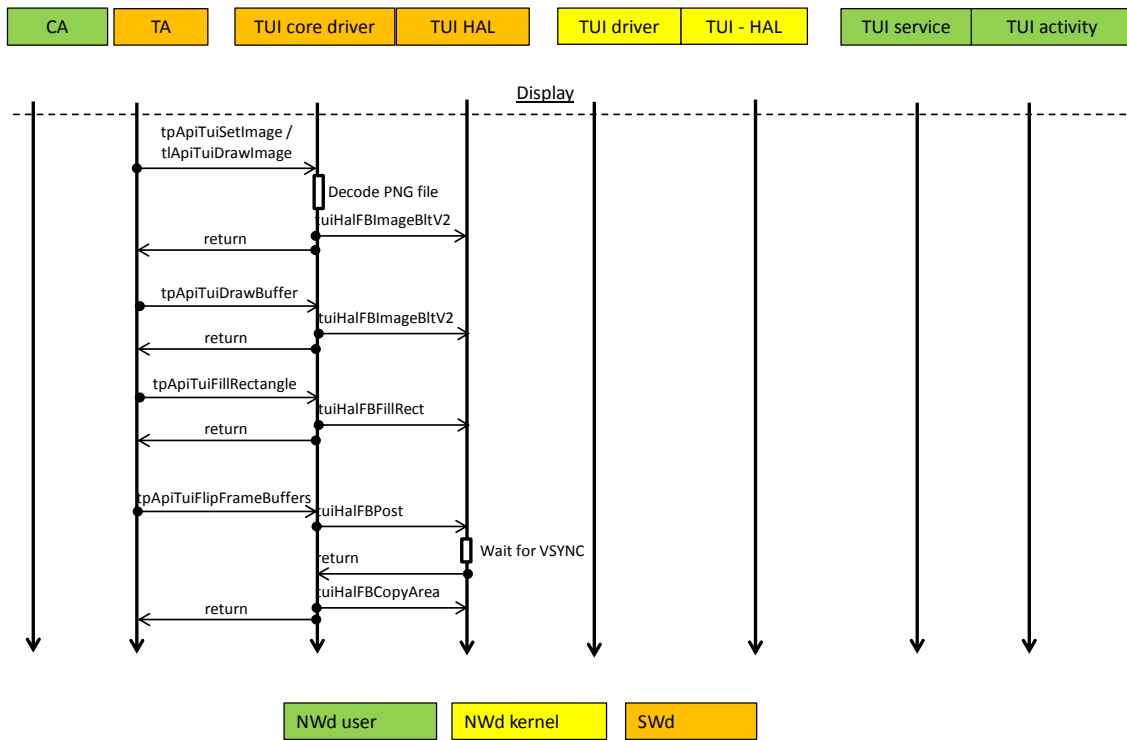 CA
TA
TUI core driver
TUI HAL
TUI driver
TUI - HAL
TUI service
TUI activity
Display
tpApiTuiSetImage /
tlApiTuiDrawImage
Decode PNG file
tuiHalFBImageBltV2
return
tpApiTuiDrawBuffer
tuiHalFBImageBltV2
return
tpApiTuiFillRectangle
tuiHalFBFillRect
return
tpApiTuiFlipFrameBuffers
tuiHalFBPost
Wait for VSYNC
return
tuiHalFBCopyArea
return
NWd user
NWd kernel
SWd